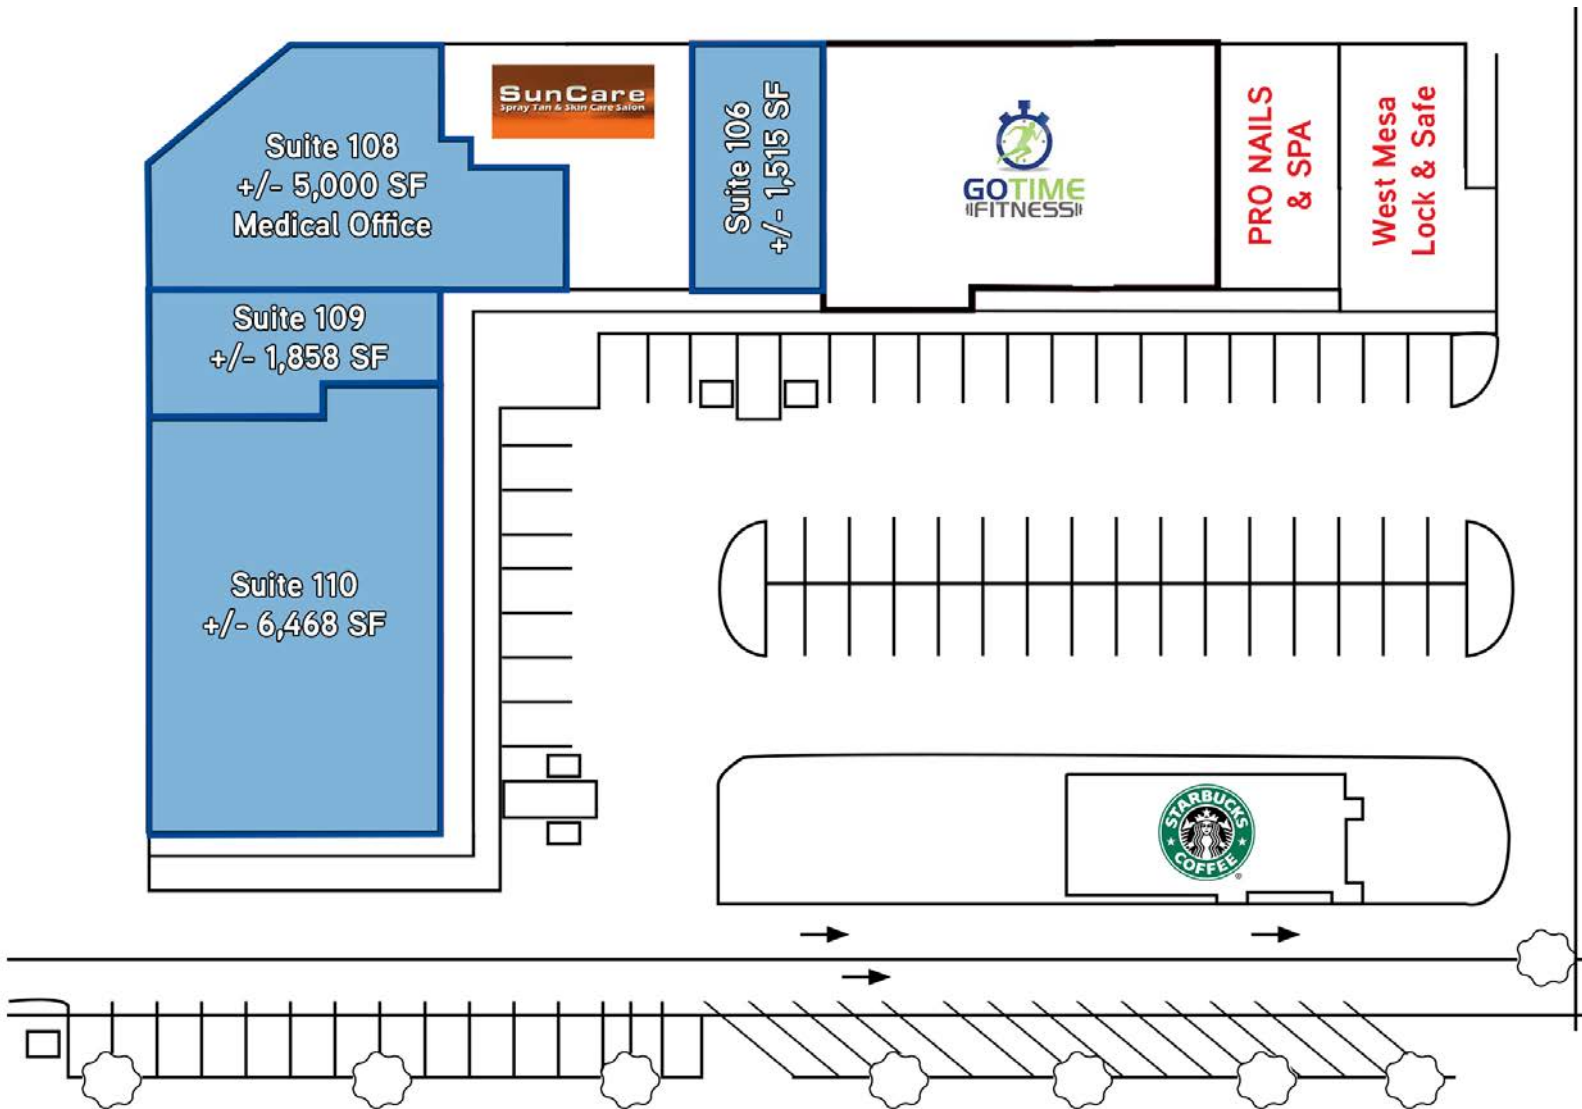 SunCare
Spray Tan & Skin Care Salon
Suite 108
+/- 5,000 SF
Medical Office
Suite 106
+/- 1,515 SF
GOTIME
FITNESS
PRO NAILS
& SPA
West Mesa
Lock & Safe
Suite 109
+/- 1,858 SF
Suite 110
+/- 6,468 SF
STARBUCKS
COFFEE
®